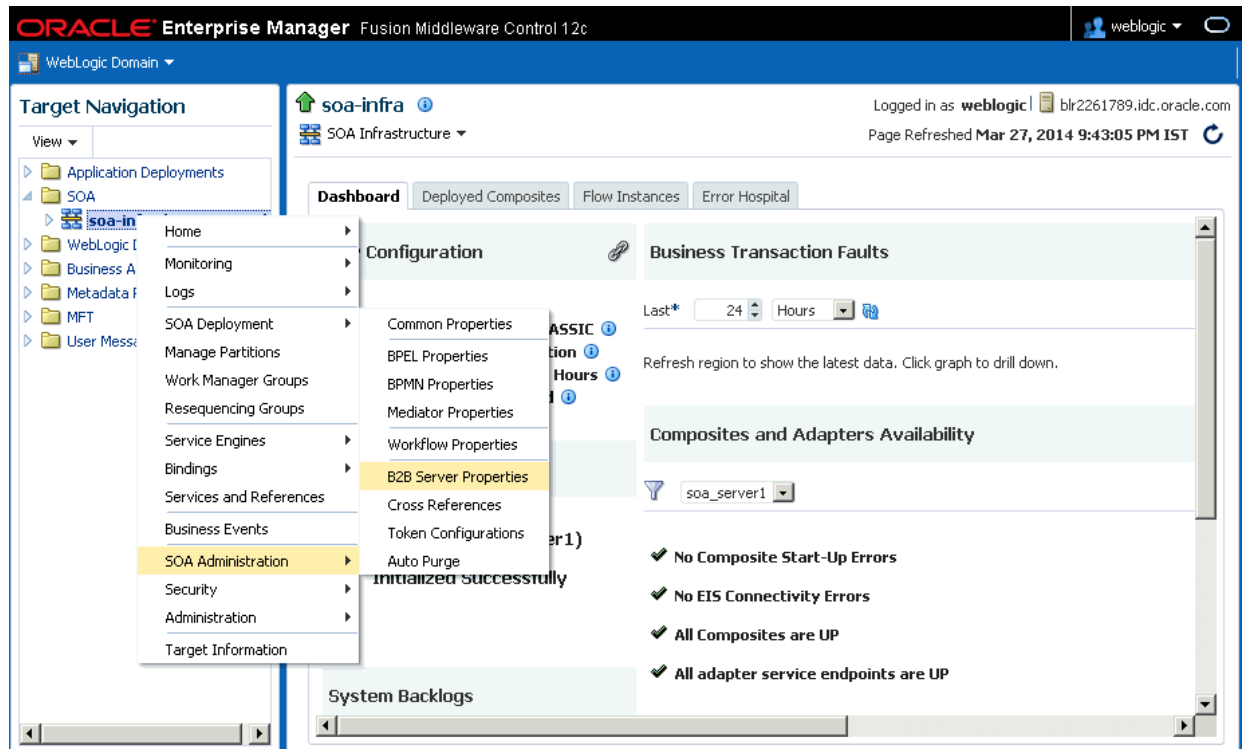 ORACLE Enterprise Manager Fusion Middleware Control 12c
weblogic
WebLogic Domain
Target Navigation
View
Application Deployments
SOA
soa-in
WebLogic
Business A
Metadata
MFT
User Messa
soa-infra
SOA Infrastructure
Logged in as weblogic
blr2261789.idc.oracle.com
Page Refreshed Mar 27, 2014 9:43:05 PM IST
Dashboard
Deployed Composites
Flow Instances
Error Hospital
Home
Monitoring
Logs
SOA Deployment
Manage Partitions
Work Manager Groups
Resequencing Groups
Service Engines
Bindings
Services and References
Business Events
SOA Administration
Security
Administration
Target Information
Common Properties
BPEL Properties
BPMN Properties
Mediator Properties
Workflow Properties
B2B Server Properties
Cross References
Token Configurations
Auto Purge
Configuration
ASSIC
tion
Hours
er1)
Initialized Successfully
System Backlogs
Business Transaction Faults
Last* 24 Hours
Refresh region to show the latest data. Click graph to drill down.
Composites and Adapters Availability
soa_server1
No Composite Start-Up Errors
No EIS Connectivity Errors
All Composites are UP
All adapter service endpoints are UP